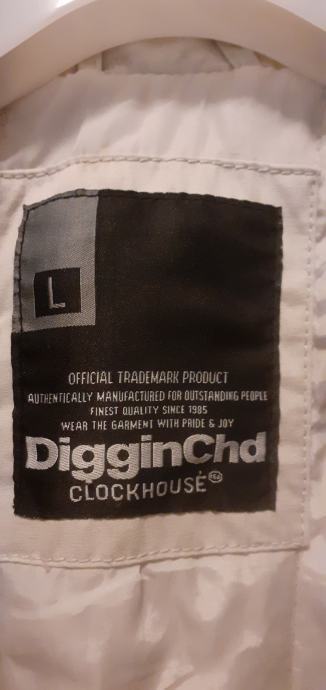 L
OFFICIAL TRADEMARK PRODUCT
AUTHENTICALLY MANUFACTURED FOR OUTSTANDING PEOPLE
FINEST QUALITY SINCE 1985
WEAR THE GARMENT WITH PRIDE & JOY
DigginChd
CLOCKHOUSE